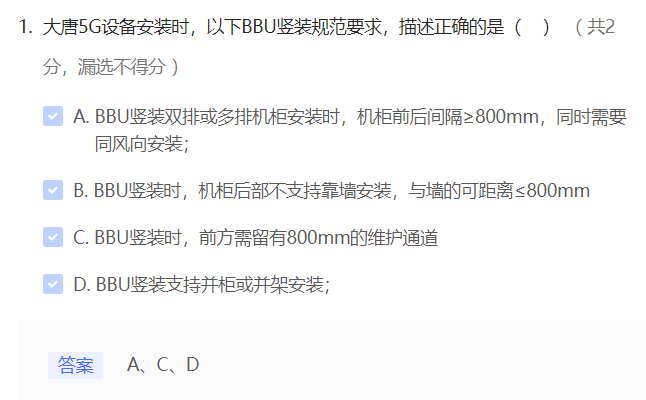 1. 大唐5G设备安装时，以下BBU竖装规范要求，描述正确的是（ ）（ 共2
分，漏选不得分 ）
A. BBU竖装双排或多排机柜安装时，机柜前后间隔≥800mm，同时需要
同风向安装；
B. BBU竖装时，机柜后部不支持靠墙安装，与墙的可距离≤800mm
C. BBU竖装时，前方需留有800mm的维护通道
D. BBU竖装支持并柜或并架安装；
答案 A、C、D